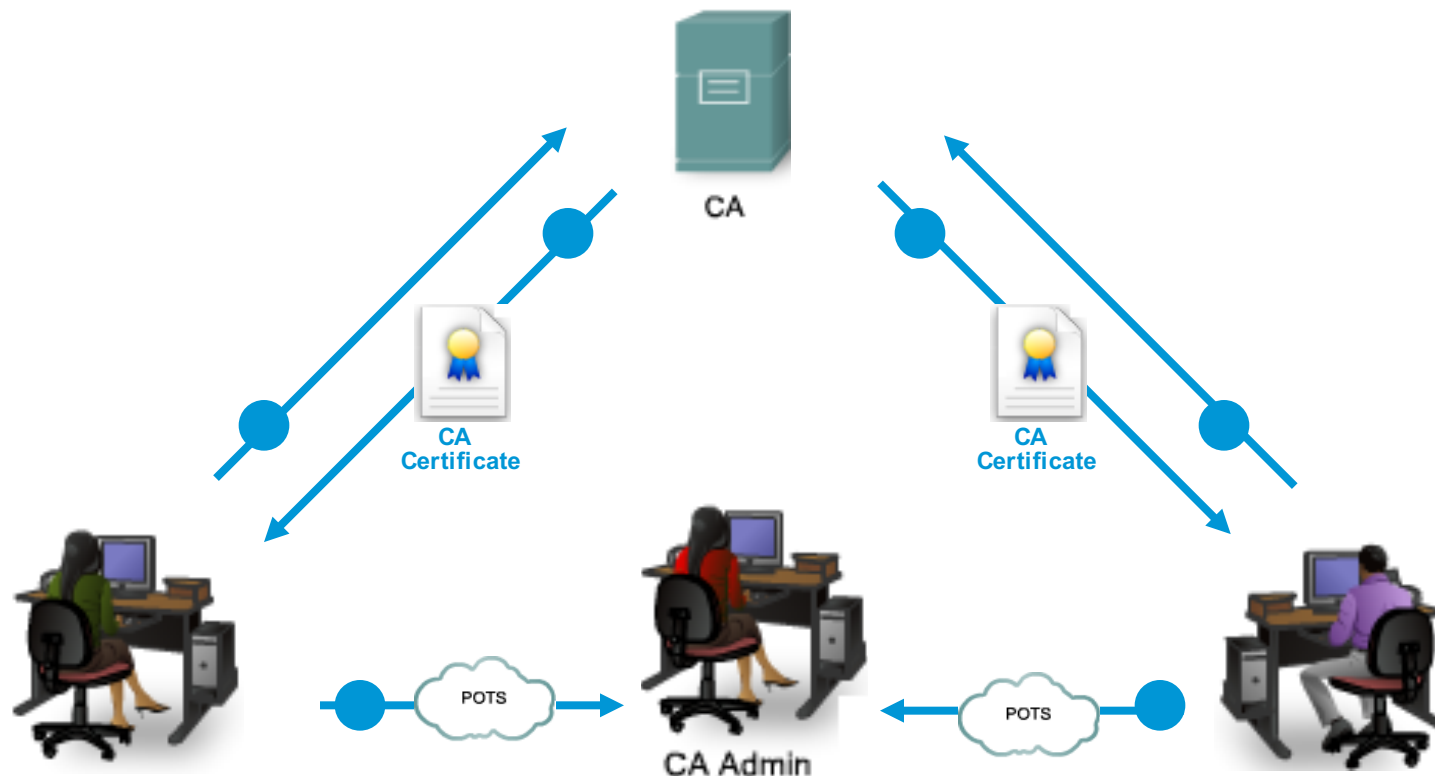 CA
CA
Certificate
CA
Certificate
POTS
POTS
CA Admin